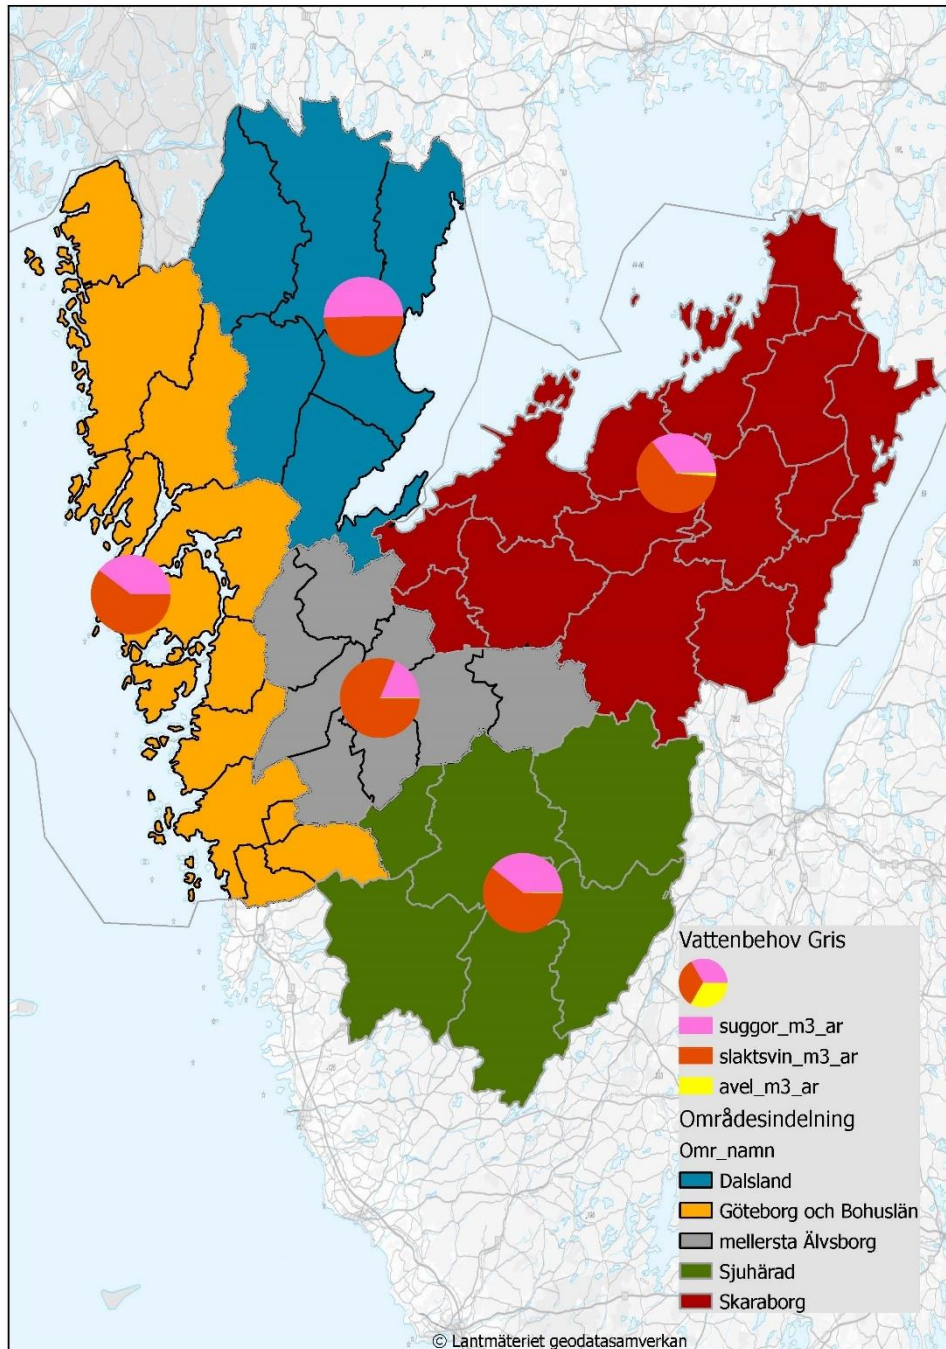 Vattenbehov Gris
suggor_m3_ar
slaktsvin_m3_ar
avel_m3_ar
Områdesindelning
Omr_namn
Dalsland
Göteborg och Bohuslän
mellersta Älvsborg
Sjuhärad
Skaraborg
© Lantmäteriet geodatasamverkan